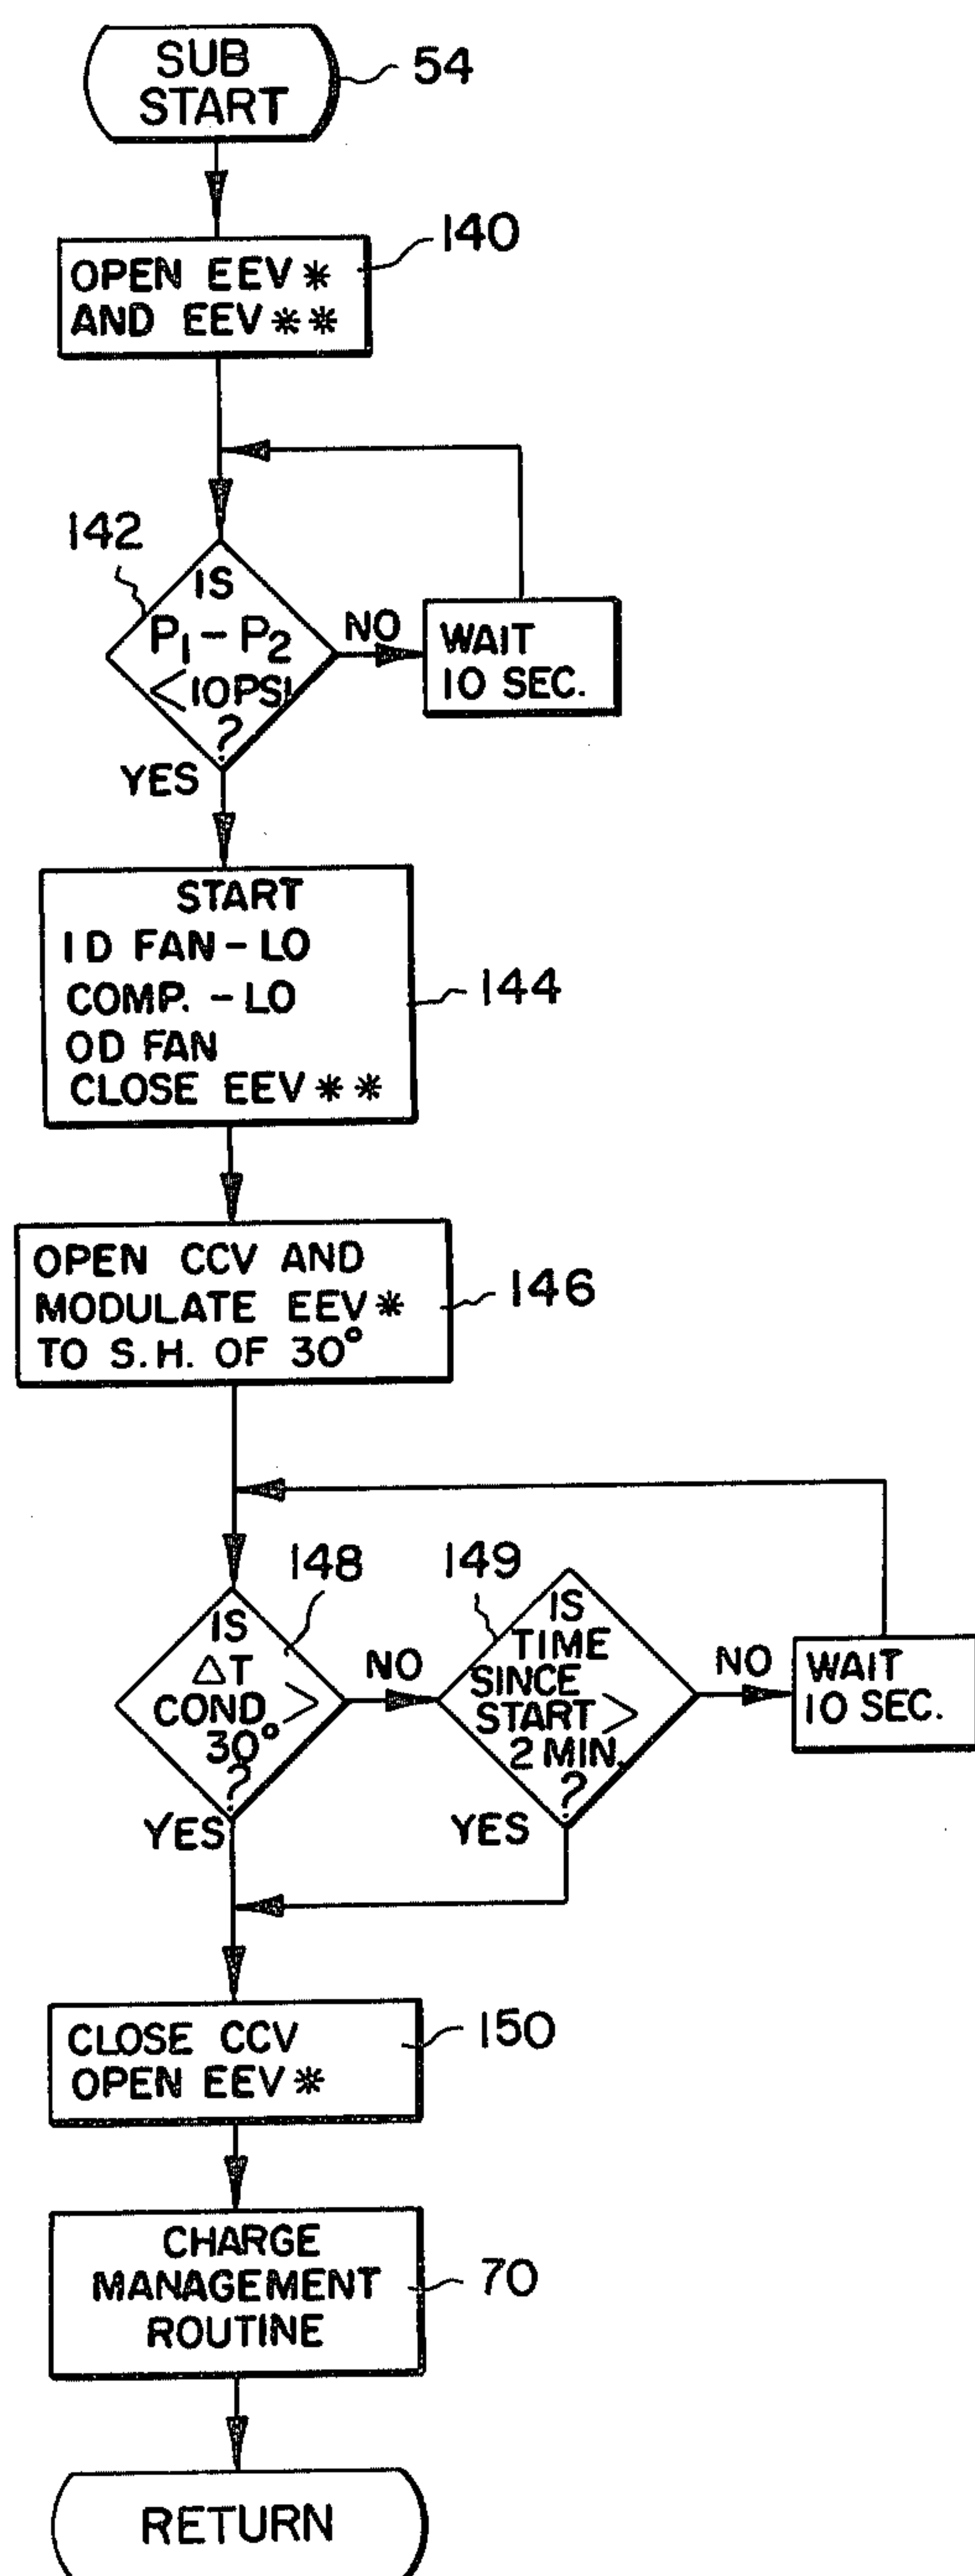 SUB
START
54
OPEN EEV*
AND EEV**
140
142
IS
P₁ - P₂
<10PSI
?
NO
WAIT
10 SEC.
YES
START
ID FAN - LO
COMP. - LO
OD FAN
CLOSE EEV**
144
OPEN CCV AND
MODULATE EEV*
TO S.H. OF 30°
146
148
IS
ΔT
COND >
30°
?
NO
149
IS
TIME
SINCE
START >
2 MIN.
?
NO
WAIT
10 SEC.
YES
YES
CLOSE CCV
OPEN EEV*
150
CHARGE
MANAGEMENT
ROUTINE
70
RETURN